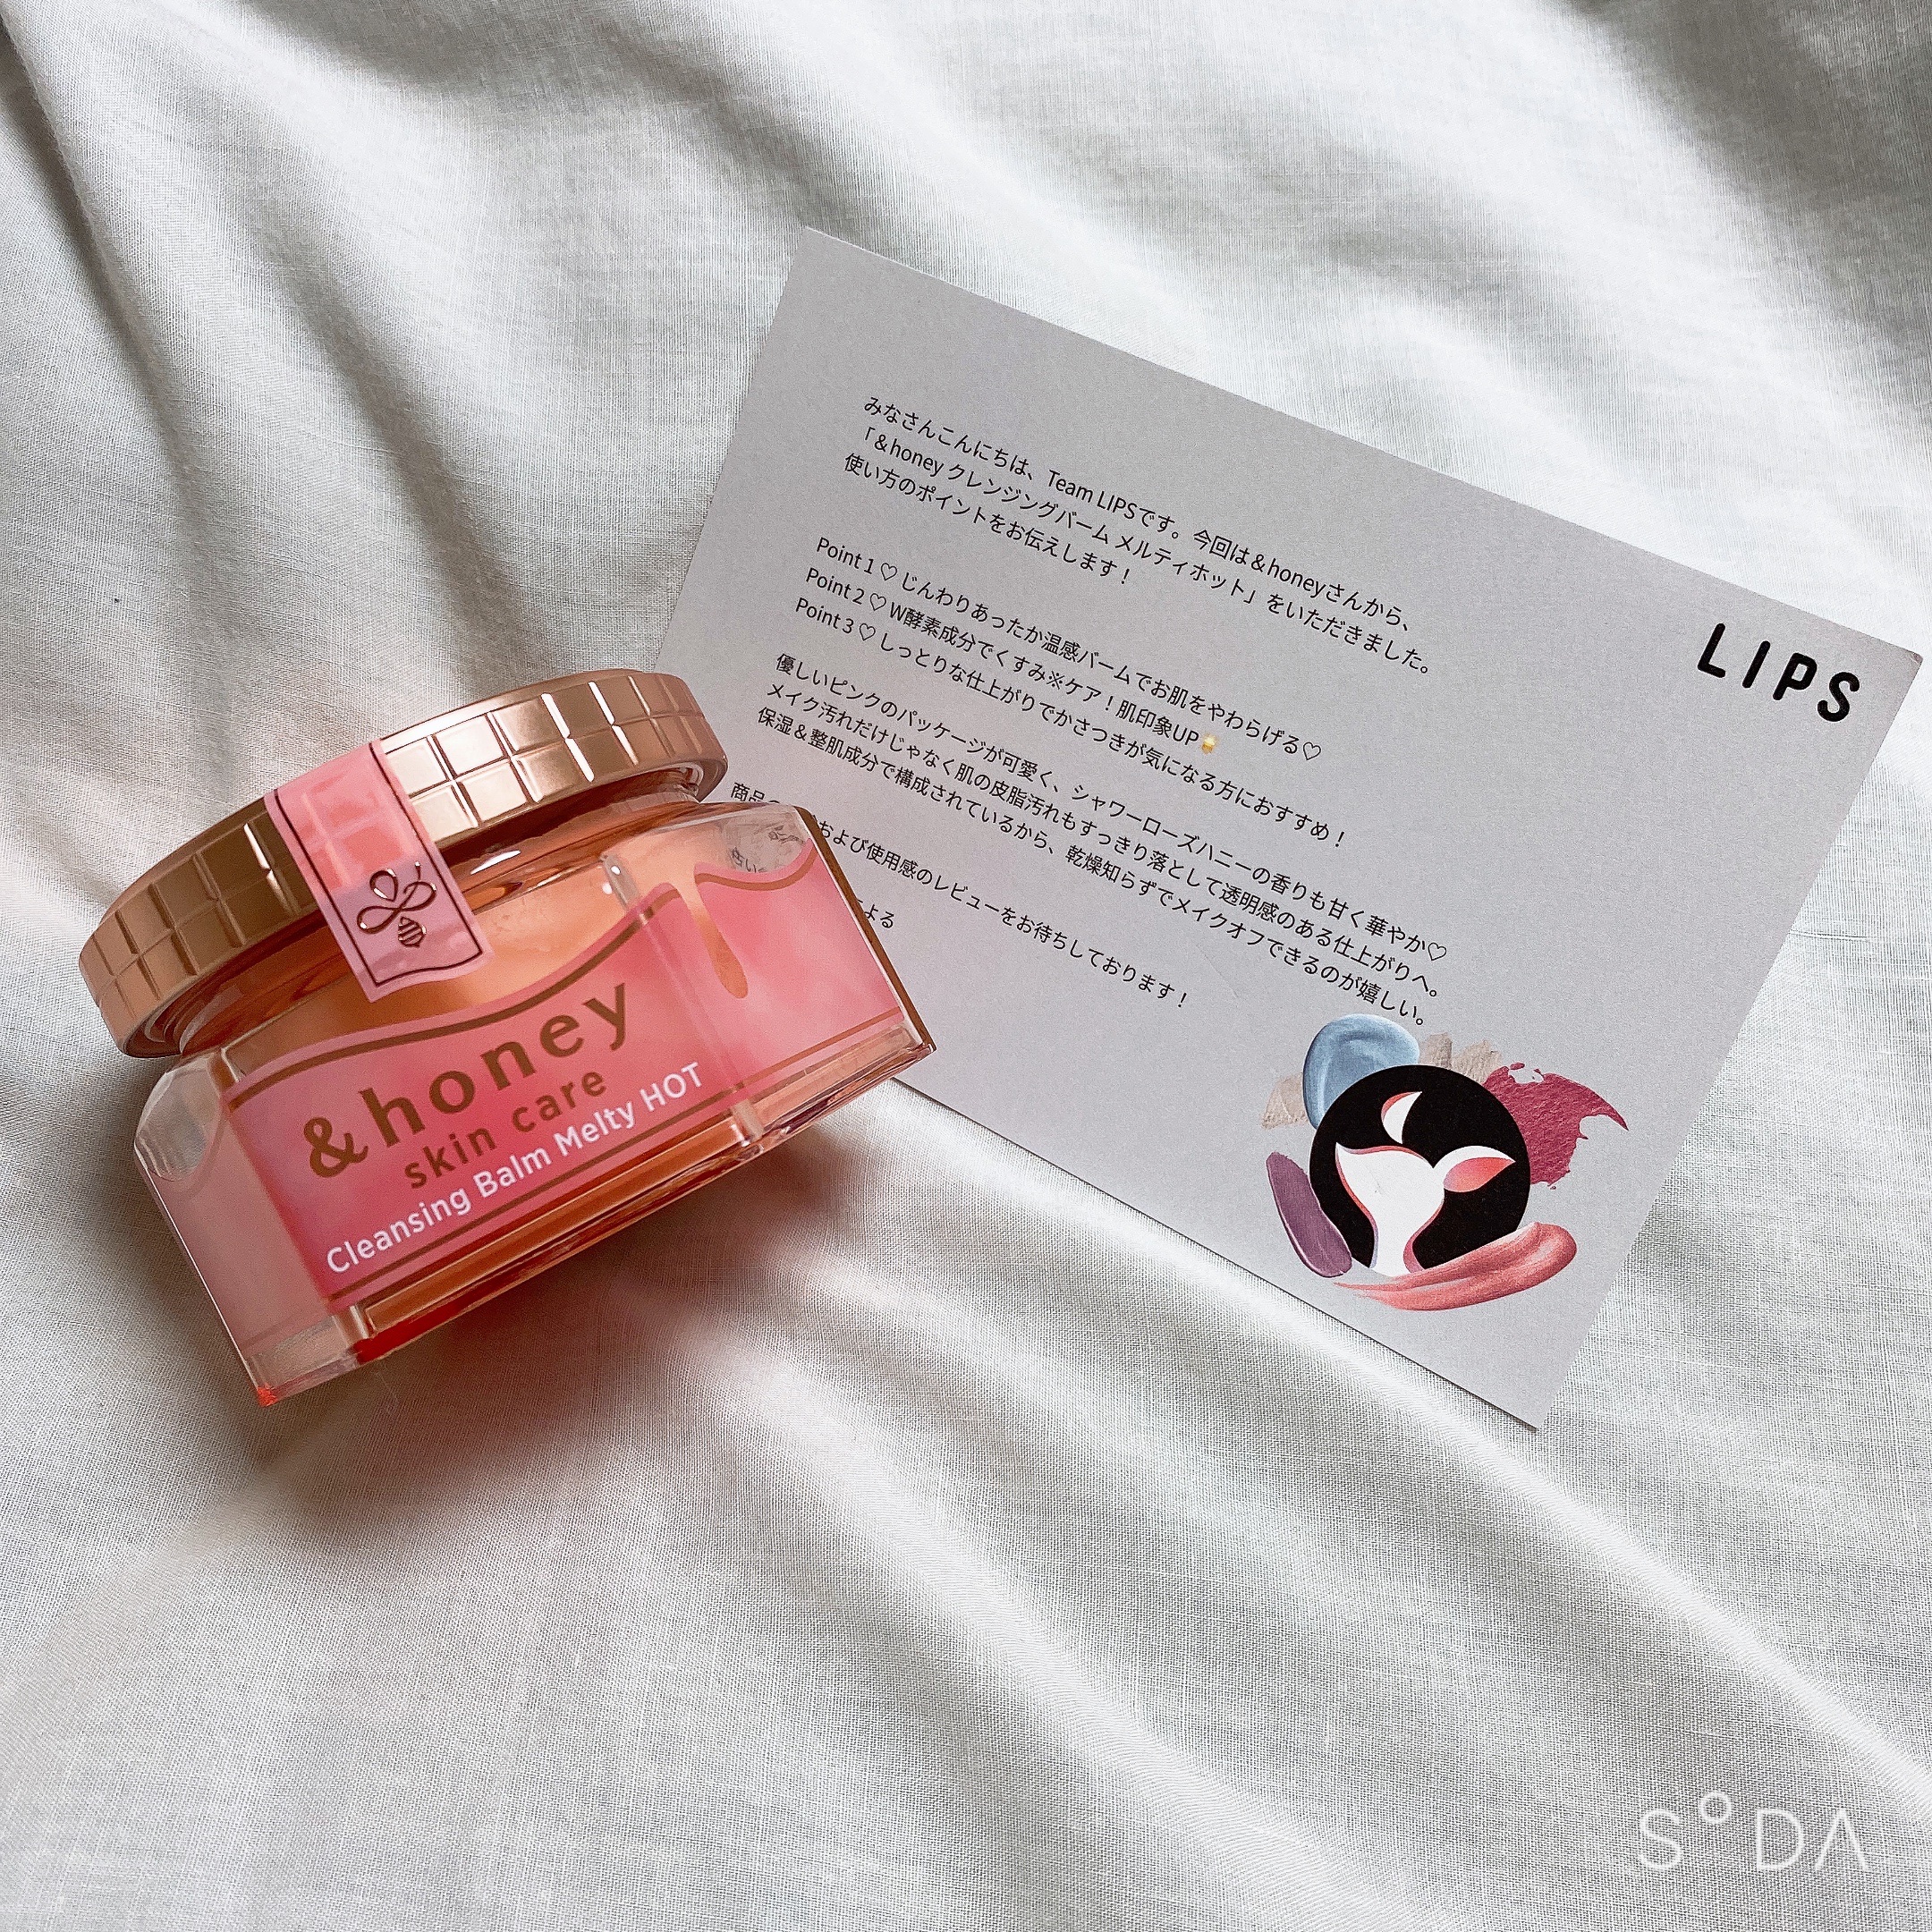 LIPS
みなさんこんにちは、Team LIPSです。今回は＆honeyさんから、
「＆honey クレンジングバーム メルティホット」をいただきました。
使い方のポイントをお伝えします！
Point 1 ♡ じんわりあったか温感バームでお肌をやわらげる♡
Point 2 ♡ W酵素成分でくすみ※ケア！肌印象UP🌟
Point 3 ♡ しっとりな仕上がりでかさつきが気になる方におすすめ！
優しいピンクのパッケージが可愛く、シャワーローズハニーの香りも甘く華やか♡
メイク汚れだけじゃなく肌の皮脂汚れもすっきり落として透明感のある仕上がりへ。
保湿＆整肌成分で構成されているから、乾燥知らずでメイクオフできるのが嬉しい。
商品 および使用感のレビューをお待ちしております！
よる
&honey
skin care
Cleansing Balm Melty HOT
SODA